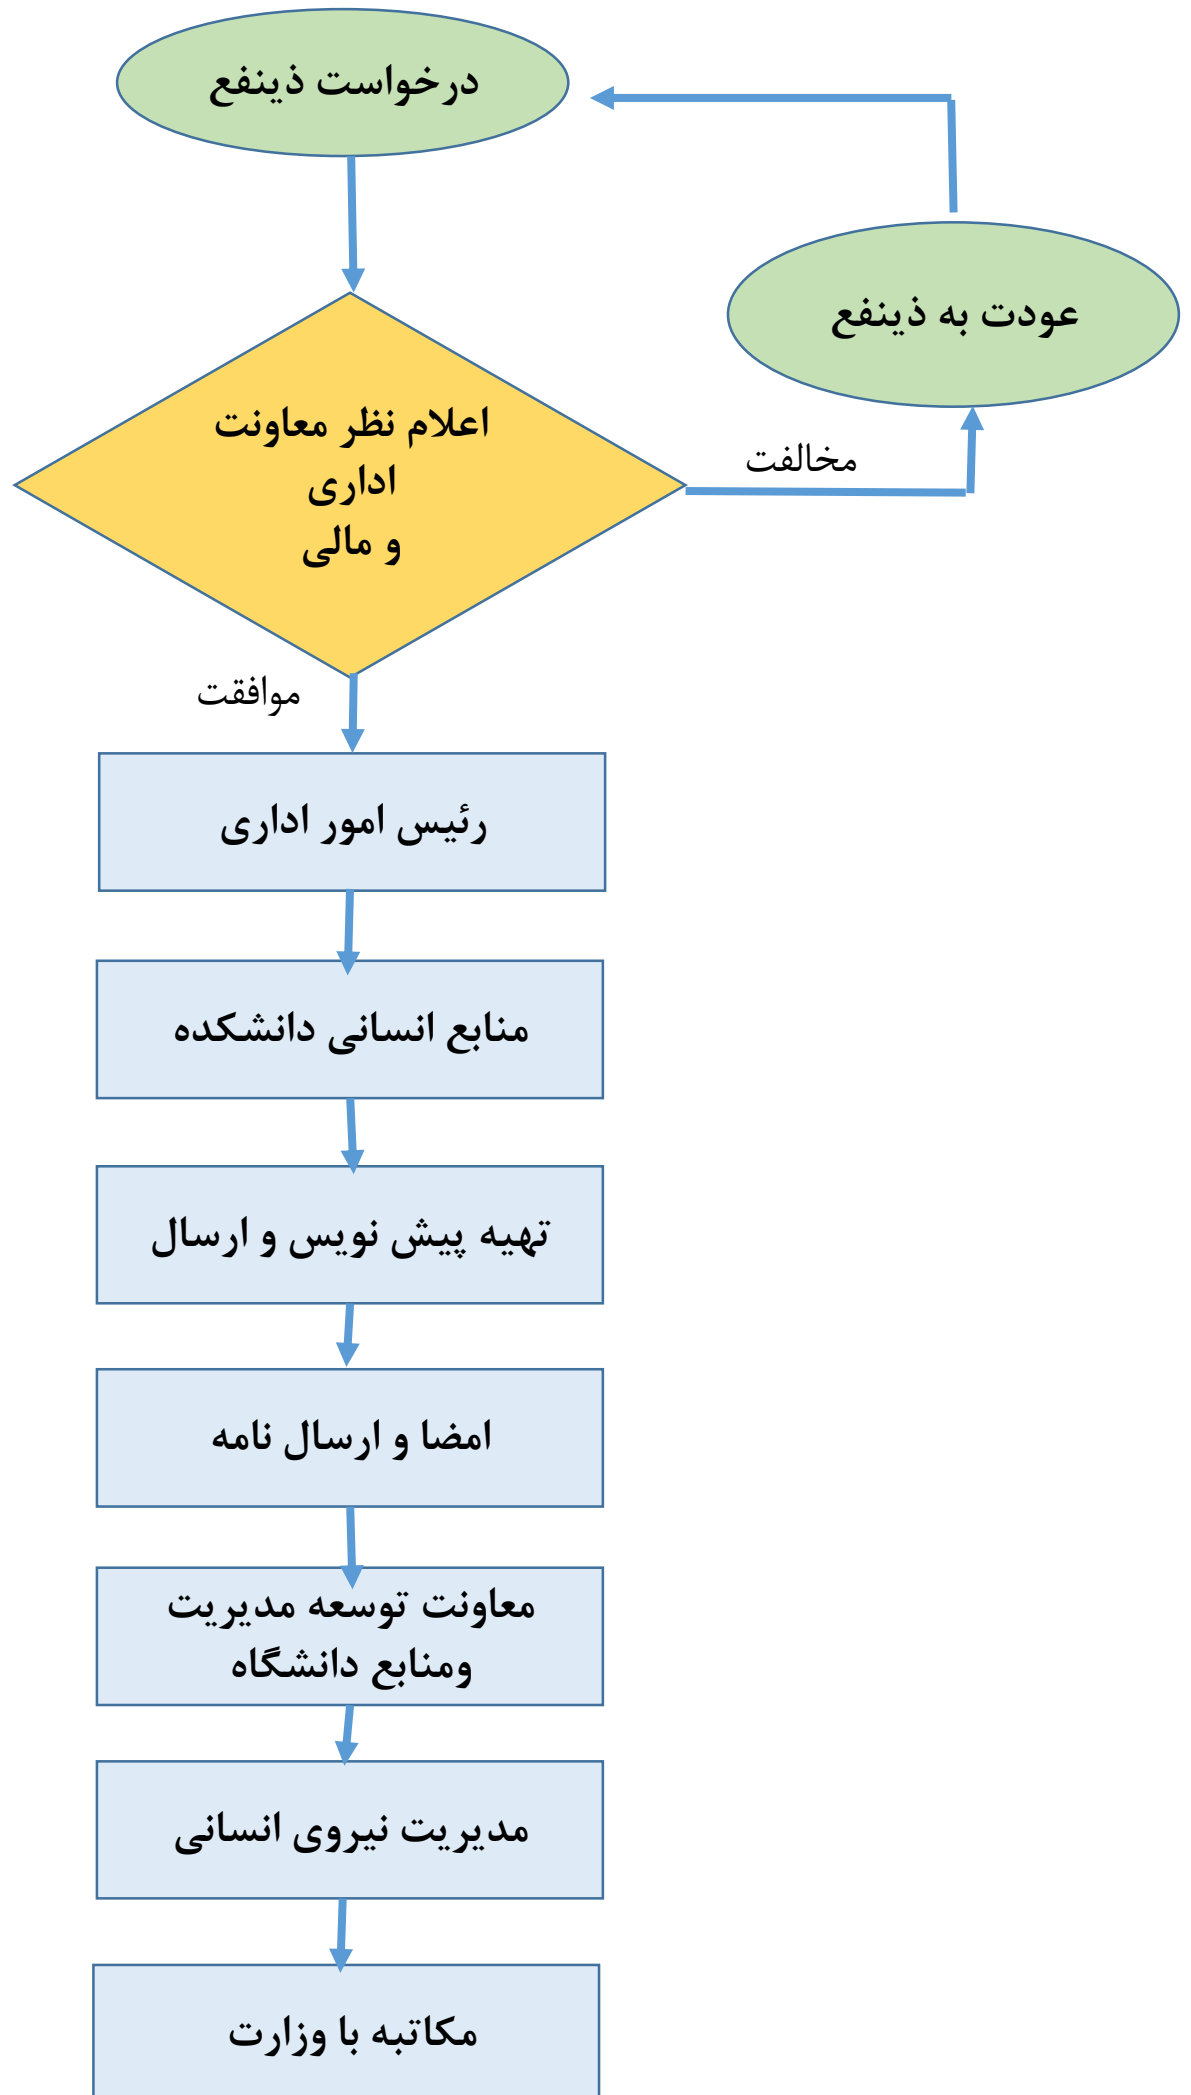 درخواست ذینفع
عودت به ذینفع
اعلام نظر معاونت
اداری
و مالی
مخالفت
موافقت
رئیس امور اداری
منابع انسانی دانشکده
تهیه پیش نویس و ارسال
امضا و ارسال نامه
معاونت توسعه مدیریت
ومنابع دانشگاه
مدیریت نیروی انسانی
مکاتبه با وزارت